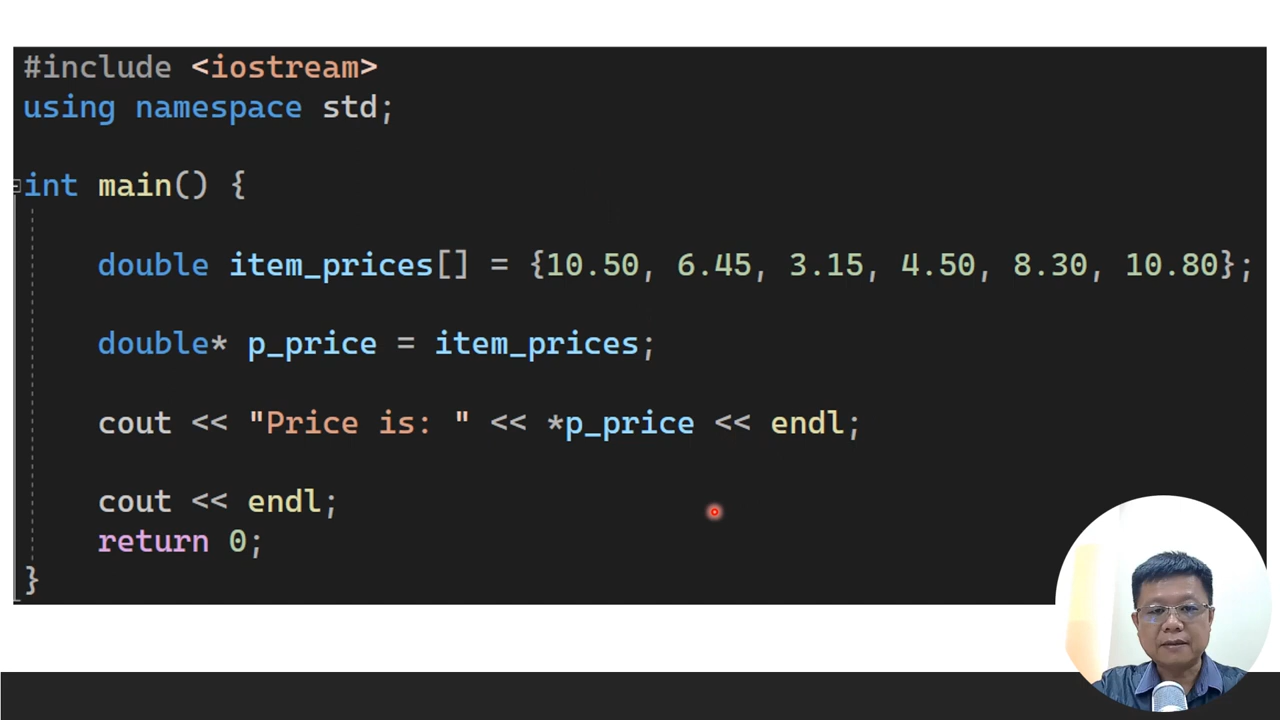 #include <iostream>
using namespace std;
int main() {
double item_prices[] = {10.50, 6.45, 3.15, 4.50, 8.30, 10.80};
double* p_price = item_prices;
cout << "Price is: " << *p_price << endl;
cout << endl;
return 0;
}